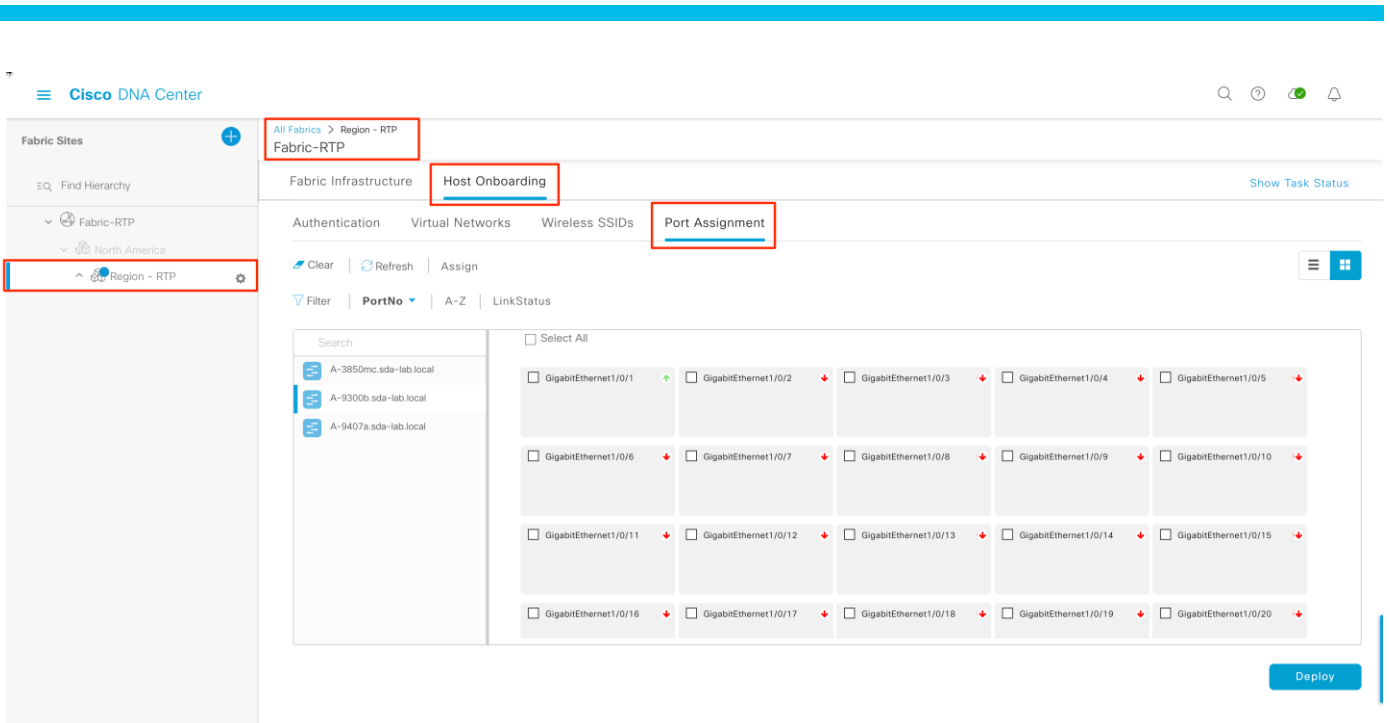 Cisco DNA Center
Fabric Sites
Find Hierarchy
Fabric-RTP
North America
Region - RTP
All Fabrics > Region - RTP
Fabric-RTP
Fabric Infrastructure Host Onboarding Show Task Status
Authentication Virtual Networks Wireless SSIDs Port Assignment
Clear Refresh Assign
Filter PortNo A-Z LinkStatus
Search
A-3850mc.sda-lab.local
A-9300b.sda-lab.local
A-9407a.sda-lab.local
Select All
GigabitEthernet1/0/1 GigabitEthernet1/0/2 GigabitEthernet1/0/3 GigabitEthernet1/0/4 GigabitEthernet1/0/5
GigabitEthernet1/0/6 GigabitEthernet1/0/7 GigabitEthernet1/0/8 GigabitEthernet1/0/9 GigabitEthernet1/0/10
GigabitEthernet1/0/11 GigabitEthernet1/0/12 GigabitEthernet1/0/13 GigabitEthernet1/0/14 GigabitEthernet1/0/15
GigabitEthernet1/0/16 GigabitEthernet1/0/17 GigabitEthernet1/0/18 GigabitEthernet1/0/19 GigabitEthernet1/0/20
Deploy